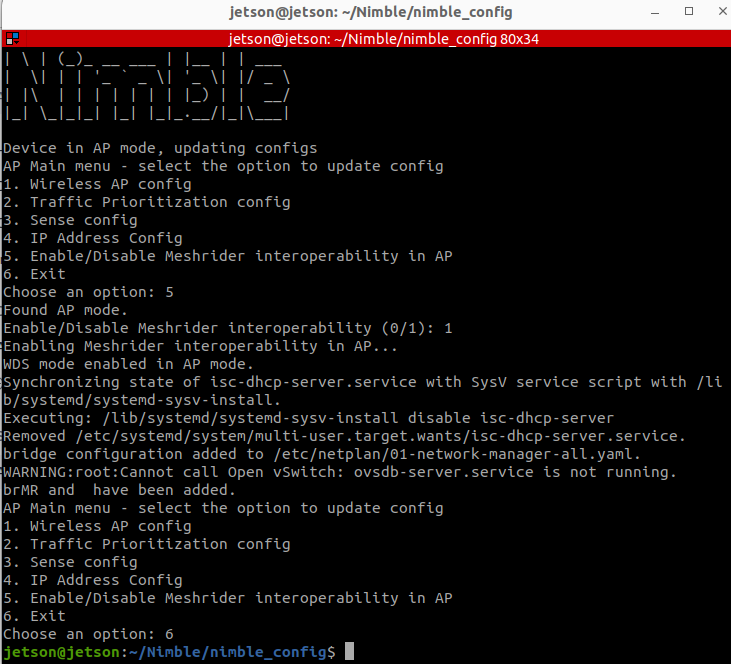 jetson@jetson: ~/Nimble/nimble_config
jetson@jetson: ~/Nimble/nimble_config 80x34
| \ | (_)_ __ ___ | |__ | | ___
|  \| | | '_ ` _ \| '_ \| |/ _ \
| |\  | | | | | | | |_) | |  __/
|_| \_|_|_| |_| |_|_.__/|_|\___|
Device in AP mode, updating configs
AP Main menu - select the option to update config
1. Wireless AP config
2. Traffic Prioritization config
3. Sense config
4. IP Address Config
5. Enable/Disable Meshrider interoperability in AP
6. Exit
Choose an option: 5
Found AP mode.
Enable/Disable Meshrider interoperability (0/1): 1
Enabling Meshrider interoperability in AP...
WDS mode enabled in AP mode.
Synchronizing state of isc-dhcp-server.service with SysV service script with /li
b/systemd/systemd-sysv-install.
Executing: /lib/systemd/systemd-sysv-install disable isc-dhcp-server
Removed /etc/systemd/system/multi-user.target.wants/isc-dhcp-server.service.
bridge configuration added to /etc/netplan/01-network-manager-all.yaml.
WARNING:root:Cannot call Open vSwitch: ovsdb-server.service is not running.
brMR and  have been added.
AP Main menu - select the option to update config
1. Wireless AP config
2. Traffic Prioritization config
3. Sense config
4. IP Address Config
5. Enable/Disable Meshrider interoperability in AP
6. Exit
Choose an option: 6
jetson@jetson:~/Nimble/nimble_config$